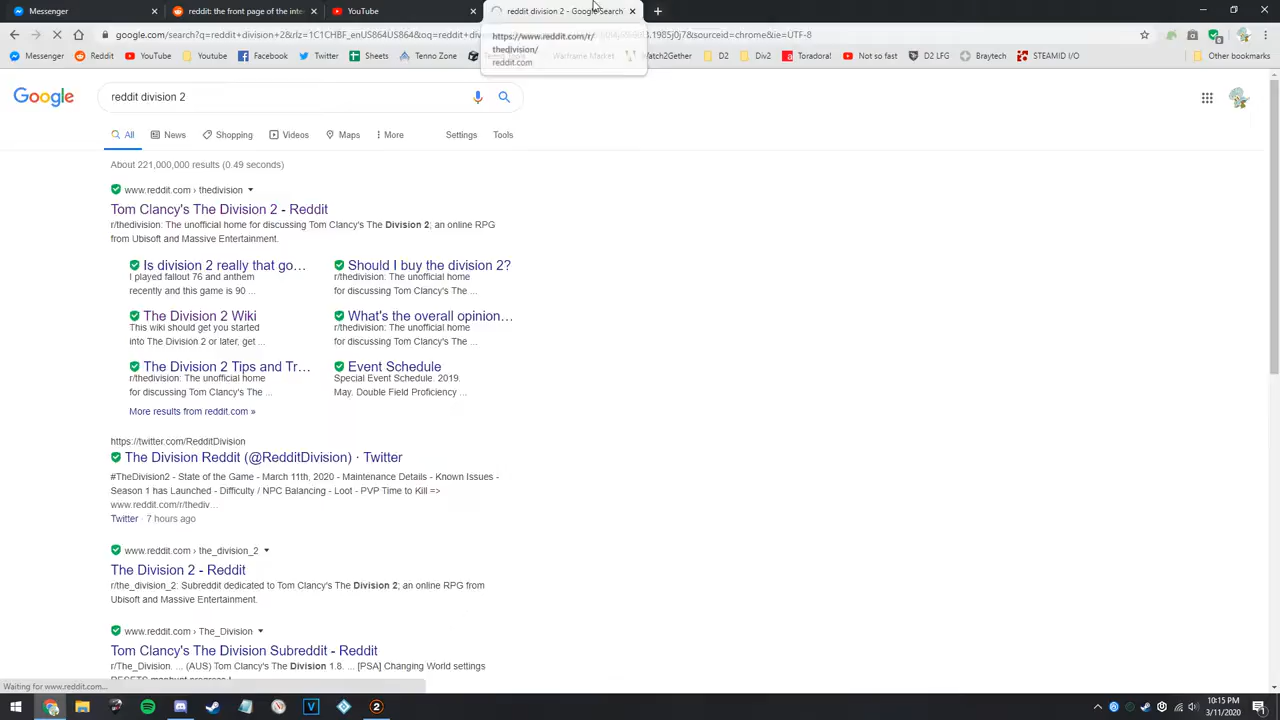 Messenger
reddit: the front page of the inter
YouTube
reddit division 2 - Google Search
google.com/search?q=reddit+division+2&rlz=1C1CHBF_enUS864US864&oq=reddit+
https://www.reddit.com/r/
thedivision/
reddit.com
Messenger
Reddit
Youtube
Youtube
Facebook
Twitter
Sheets
Tenno Zone
Warframe Market
Watch2Gether
D2
Div2
Toradora!
Not so fast
D2 LFG
Braytech
STEAMID I/O
Other bookmarks
Google
reddit division 2
All
News
Shopping
Videos
Maps
More
Settings
Tools
About 221,000,000 results (0.49 seconds)
www.reddit.com › thedivision
Tom Clancy's The Division 2 - Reddit
r/thedivision: The unofficial home for discussing Tom Clancy's The Division 2; an online RPG
from Ubisoft and Massive Entertainment.
Is division 2 really that go...
I played fallout 76 and anthem
recently and this game is 90 ...
Should I buy the division 2?
r/thedivision: The unofficial home
for discussing Tom Clancy's The ...
The Division 2 Wiki
This wiki should get you started
into The Division 2 or later, get ...
What's the overall opinion...
r/thedivision: The unofficial home
for discussing Tom Clancy's The ...
The Division 2 Tips and Tr...
r/thedivision: The unofficial home
for discussing Tom Clancy's The ...
Event Schedule
Special Event Schedule. 2019.
May. Double Field Proficiency ...
More results from reddit.com »
https://twitter.com/RedditDivision
The Division Reddit (@RedditDivision) · Twitter
#TheDivision2 - State of the Game - March 11th, 2020 - Maintenance Details - Known Issues -
Season 1 has Launched - Difficulty / NPC Balancing - Loot - PVP Time to Kill =>
www.reddit.com/r/thediv...
Twitter · 7 hours ago
www.reddit.com › the_division_2
The Division 2 - Reddit
r/the_division_2: Subreddit dedicated to Tom Clancy's The Division 2; an online RPG from
Ubisoft and Massive Entertainment.
www.reddit.com › The_Division
Tom Clancy's The Division Subreddit - Reddit
r/The_Division. ... (AUS) Tom Clancy's The Division 1.8. ... [PSA] Changing World settings
RESETS manhunt progress !
Waiting for www.reddit.com...
10:15 PM
3/11/2020